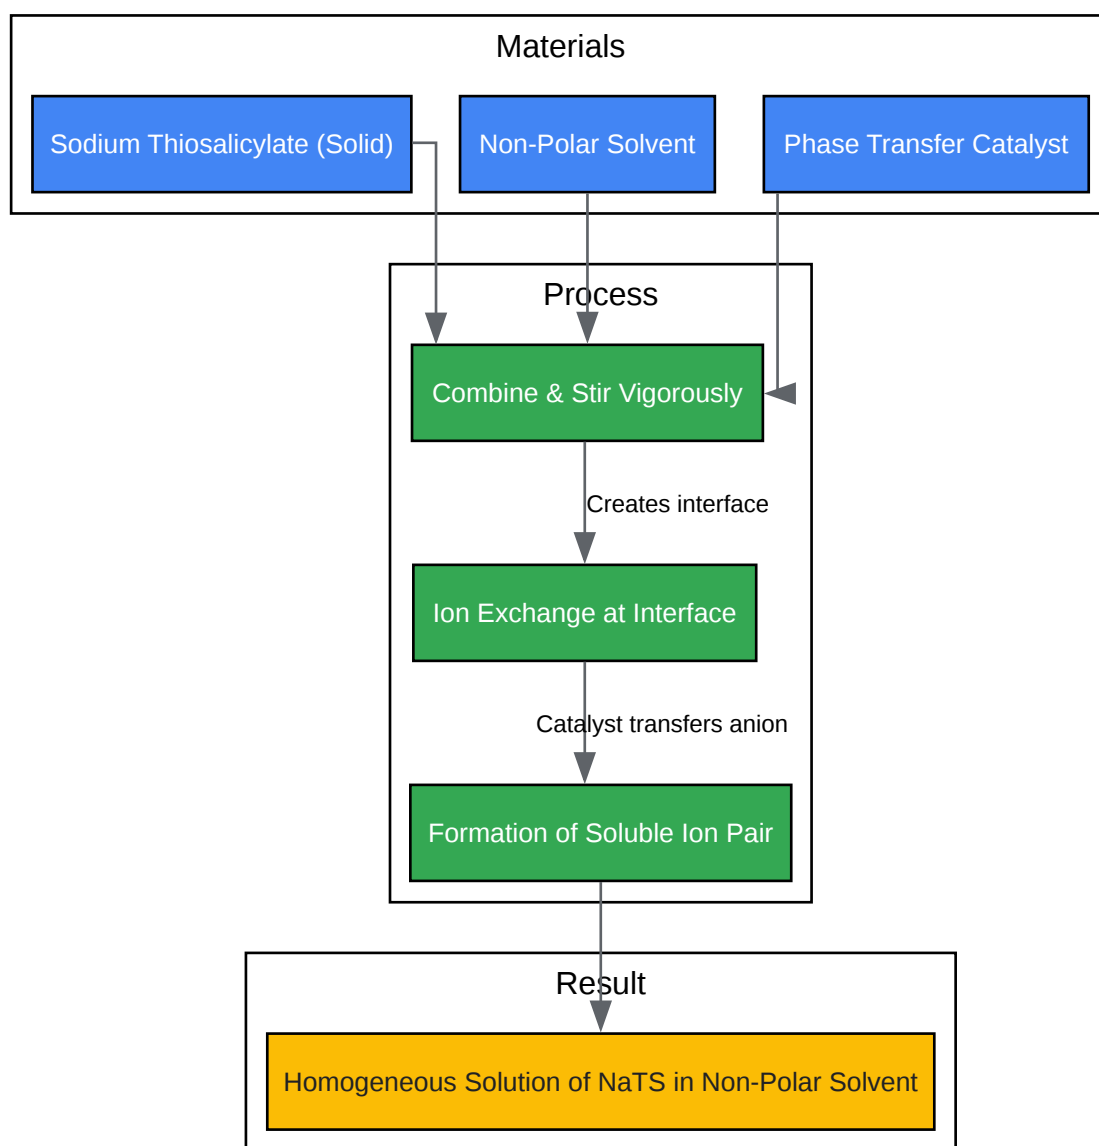 Materials
Sodium Thiosalicylate (Solid)
Non-Polar Solvent
Phase Transfer Catalyst
Process
Combine & Stir Vigorously
Creates interface
Ion Exchange at Interface
Catalyst transfers anion
Formation of Soluble Ion Pair
Result
Homogeneous Solution of NaTS in Non-Polar Solvent